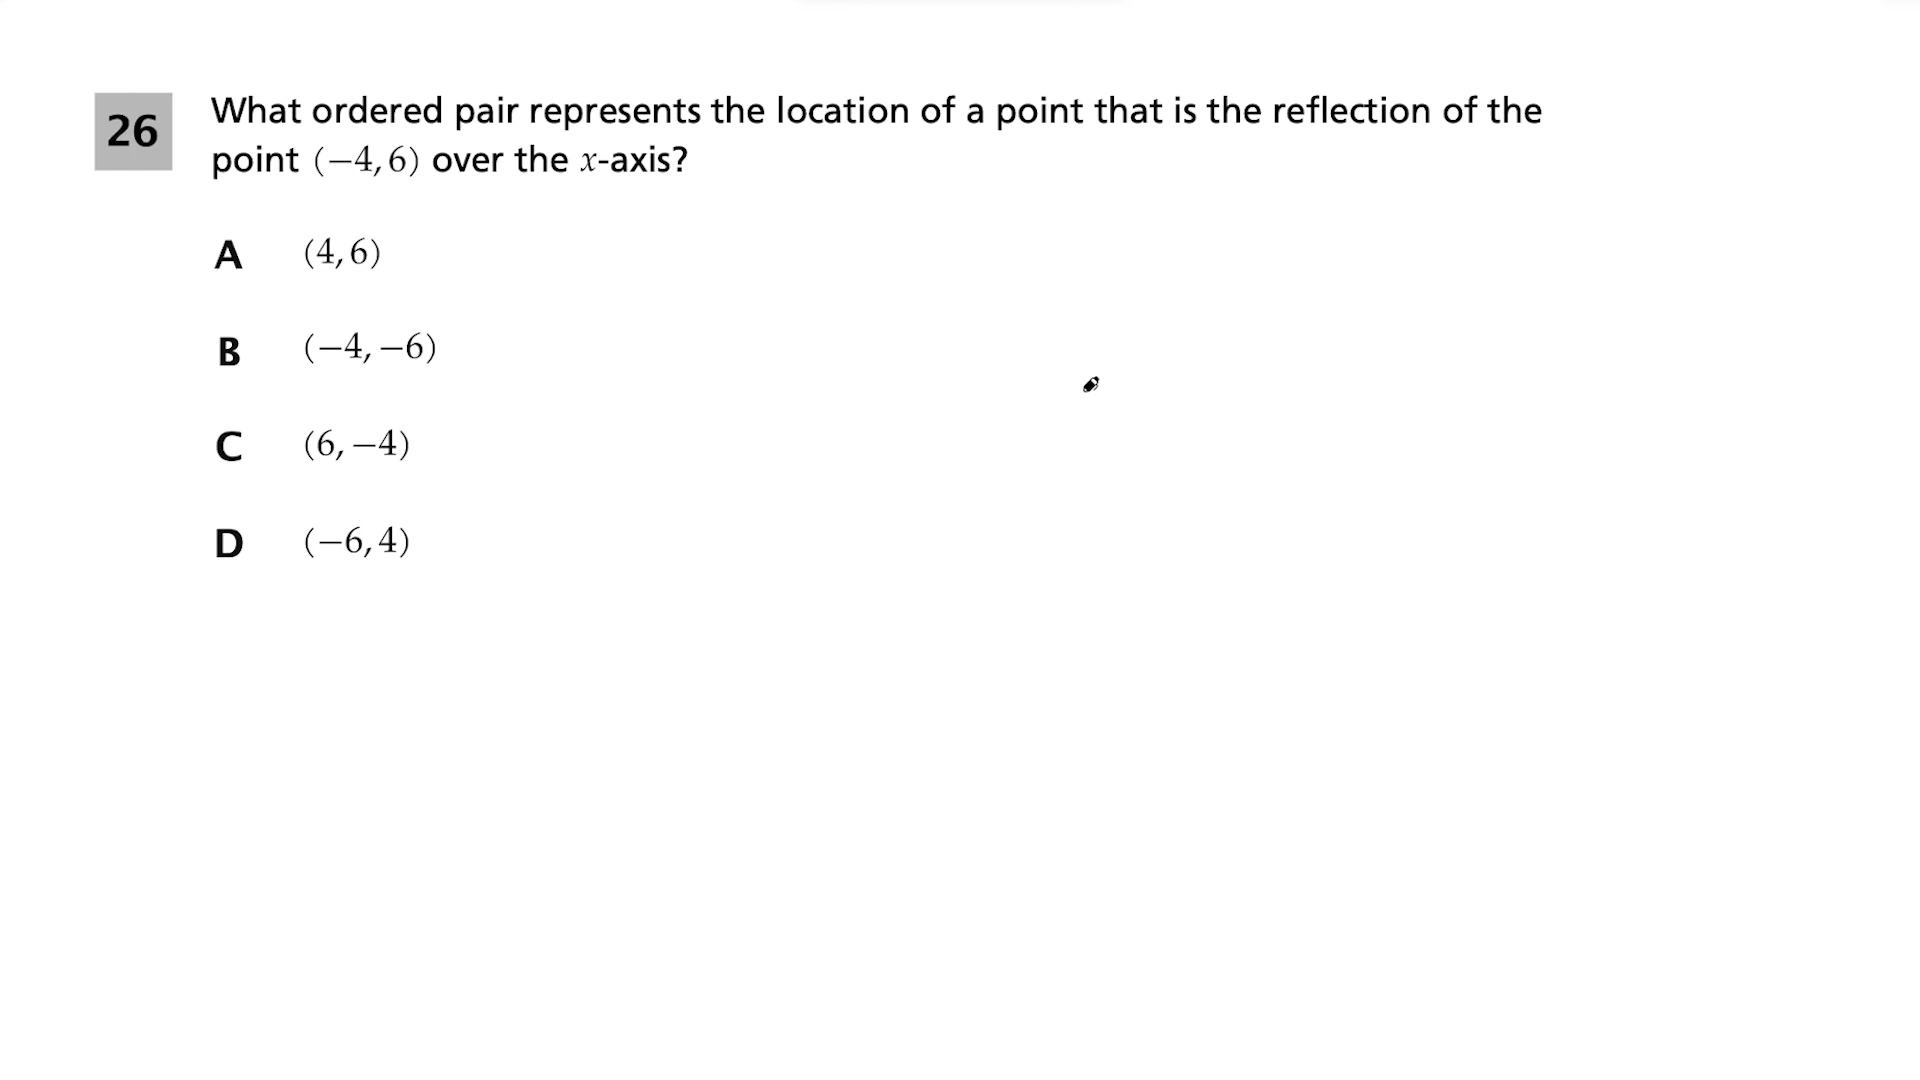 26 What ordered pair represents the location of a point that is the reflection of the
point (−4, 6) over the x-axis?
A (4, 6)
B (−4, −6)
C (6, −4)
D (−6, 4)